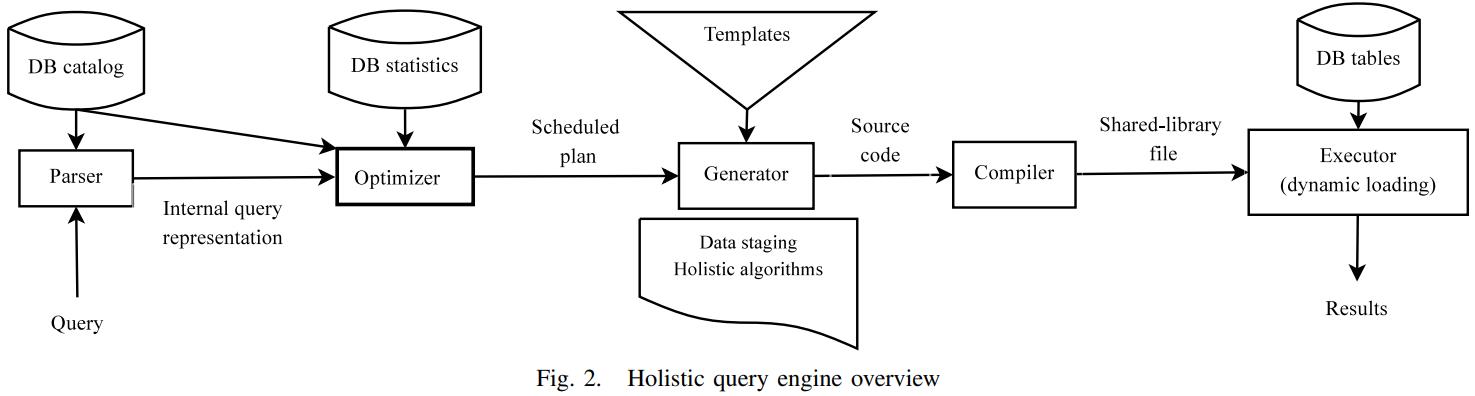 DB catalog
DB statistics
Templates
DB tables
Parser
Optimizer
Scheduled
plan
Generator
Source
code
Compiler
Shared-library
file
Executor
(dynamic loading)
Internal query
representation
Data staging
Holistic algorithms
Query
Results
Fig. 2. Holistic query engine overview